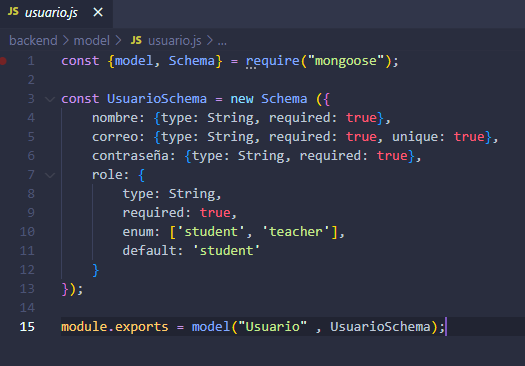 JS usuario.js ×
backend > model > JS usuario.js > ...
1 const {model, Schema} = require("mongoose");
2
3 const UsuarioSchema = new Schema ({
4 nombre: {type: String, required: true},
5 correo: {type: String, required: true, unique: true},
6 contraseña: {type: String, required: true},
7 role: {
8 type: String,
9 required: true,
10 enum: ['student', 'teacher'],
11 default: 'student'
12 }
13 });
14
15 module.exports = model("Usuario" , UsuarioSchema);